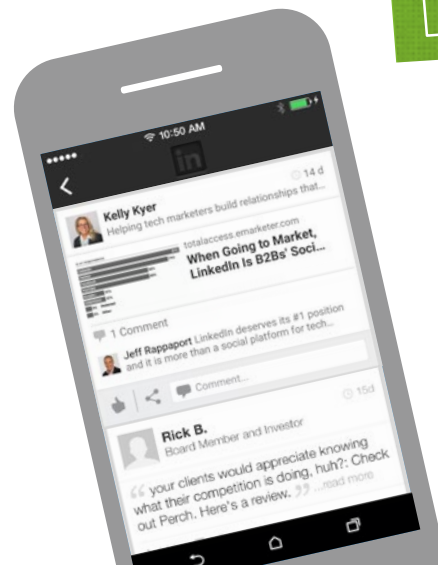 10:50 AM
in
Kelly Kyer
14 d
Helping tech marketers build relationships that...
totalaccess.emarketer.com
When Going to Market,
LinkedIn Is B2Bs' Soci...
1 Comment
Jeff Rappaport LinkedIn deserves its #1 position
and it is more than a social platform for tech...
Comment...
Rick B.
15d
Board Member and Investor
“ your clients would appreciate knowing
what their competition is doing, huh?: Check
out Perch. Here's a review. ” ...read more